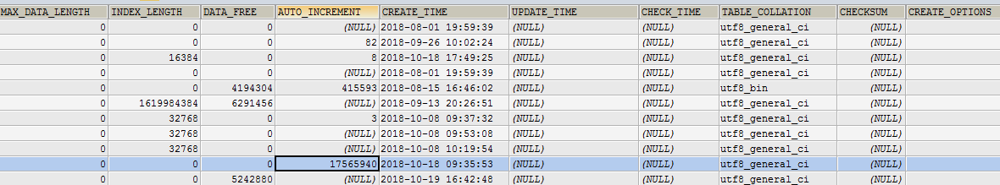 MAX_DATA_LENGTH INDEX_LENGTH DATA_FREE AUTO_INCREMENT CREATE_TIME UPDATE_TIME CHECK_TIME TABLE_COLLATION CHECKSUM CREATE_OPTIONS
0 0 0 (NULL) 2018-08-01 19:59:39 (NULL) (NULL) utf8_general_ci (NULL)
0 0 0 82 2018-09-26 10:02:24 (NULL) (NULL) utf8_general_ci (NULL)
0 16384 0 8 2018-10-18 17:49:25 (NULL) (NULL) utf8_general_ci (NULL)
0 0 0 (NULL) 2018-08-01 19:59:39 (NULL) (NULL) utf8_general_ci (NULL)
0 0 4194304 415593 2018-08-15 16:46:02 (NULL) (NULL) utf8_bin (NULL)
0 1619984384 6291456 (NULL) 2018-09-13 20:26:51 (NULL) (NULL) utf8_general_ci (NULL)
0 32768 0 3 2018-10-08 09:37:32 (NULL) (NULL) utf8_general_ci (NULL)
0 32768 0 (NULL) 2018-10-08 09:53:08 (NULL) (NULL) utf8_general_ci (NULL)
0 32768 0 (NULL) 2018-10-08 10:19:54 (NULL) (NULL) utf8_general_ci (NULL)
0 0 0 17565940 2018-10-18 09:35:53 (NULL) (NULL) utf8_general_ci (NULL)
0 0 5242880 (NULL) 2018-10-19 16:42:48 (NULL) (NULL) utf8_general_ci (NULL)